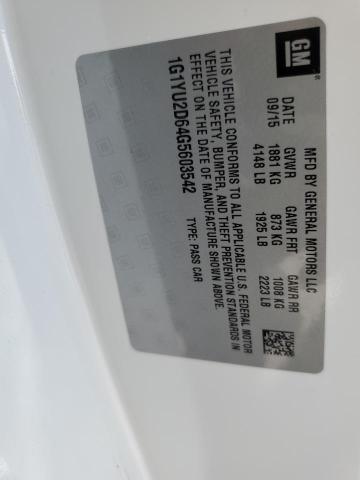 GM
MFD BY GENERAL MOTORS LLC
DATE GVWR GAWR FRT GAWR RR
09/15 1881 KG 873 KG 1008 KG
4148 LB 1925 LB 2223 LB
THIS VEHICLE CONFORMS TO ALL APPLICABLE U.S. FEDERAL MOTOR
VEHICLE SAFETY, BUMPER, AND THEFT PREVENTION STANDARDS IN
EFFECT ON THE DATE OF MANUFACTURE SHOWN ABOVE.
1G1YU2D64G5603542 TYPE: PASS CAR